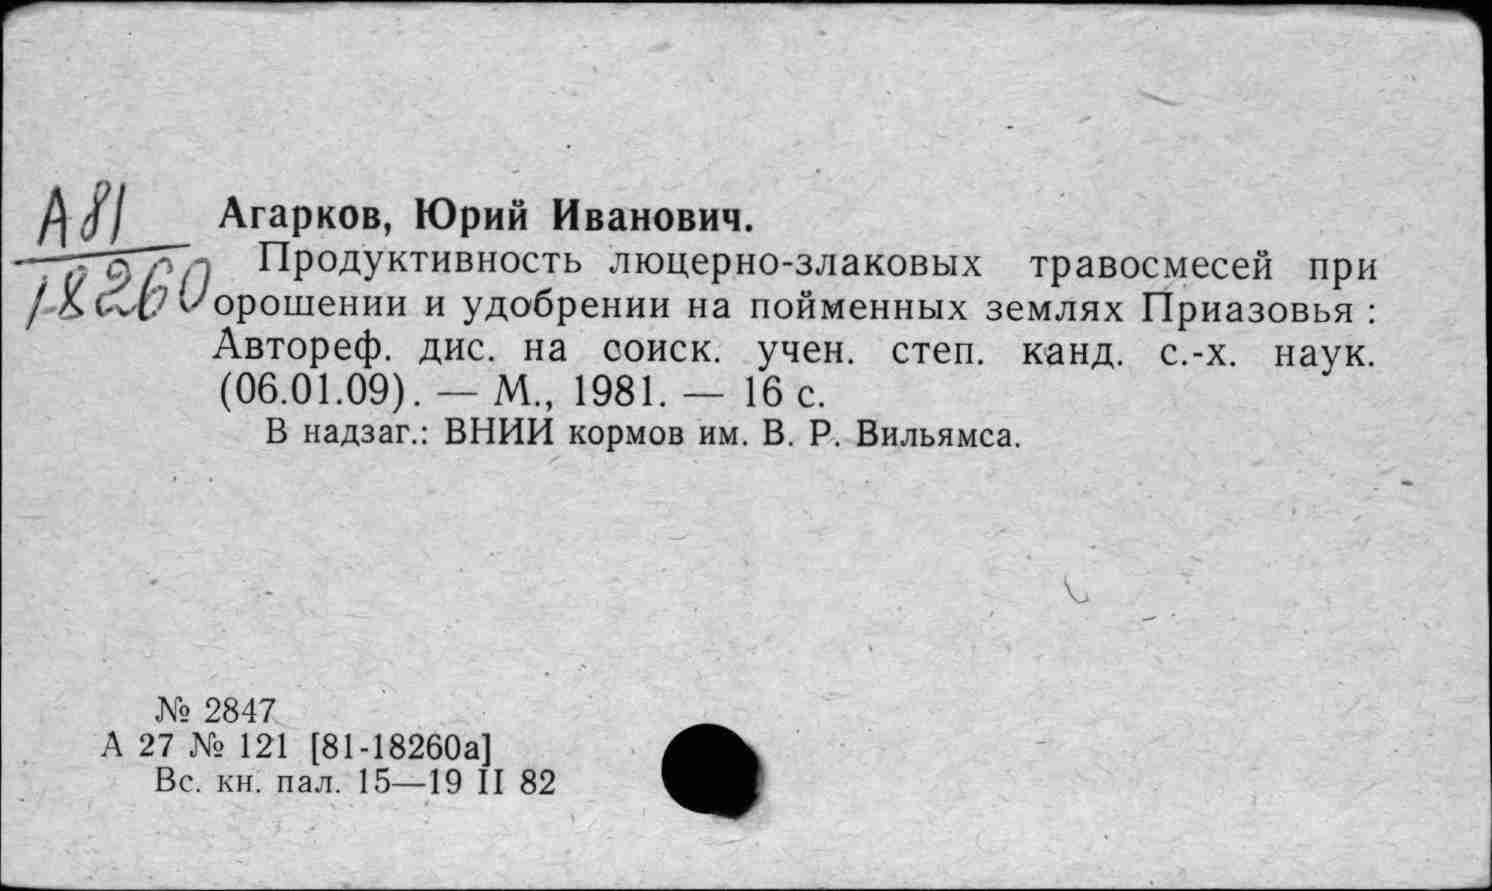 А81
18260
Агарков, Юрий Иванович.
Продуктивность люцерно-злаковых травосмесей при
орошении и удобрении на пойменных землях Приазовья :
Автореф. дис. на соиск. учен. степ. канд. с.-х. наук.
(06.01.09). — М., 1981. — 16 с.
В надзаг.: ВНИИ кормов им. В. Р. Вильямса.
№ 2847
А 27 № 121 [81-18260а]
Вс. кн. пал. 15—19 II 82